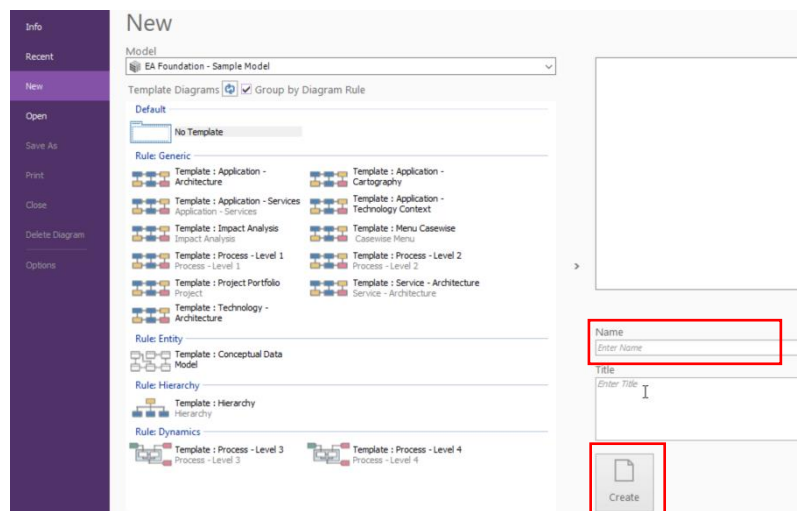 Info
Recent
New
Open
Save As
Print
Close
Delete Diagram
Options
New
Model
EA Foundation - Sample Model
Template Diagrams Group by Diagram Rule
Default
No Template
Rule: Generic
Template : Application -
Architecture
Template : Application -
Cartography
Template : Application - Services
Application - Services
Template : Application -
Technology Context
Template : Impact Analysis
Impact Analysis
Template : Menu Casewise
Casewise Menu
Template : Process - Level 1
Process - Level 1
Template : Process - Level 2
Process - Level 2
Template : Project Portfolio
Project
Template : Service - Architecture
Service - Architecture
Template : Technology -
Architecture
Rule: Entity
Template : Conceptual Data
Model
Rule: Hierarchy
Template : Hierarchy
Hierarchy
Rule: Dynamics
Template : Process - Level 3
Process - Level 3
Template : Process - Level 4
Process - Level 4
Name
Enter Name
Title
Enter Title
Create